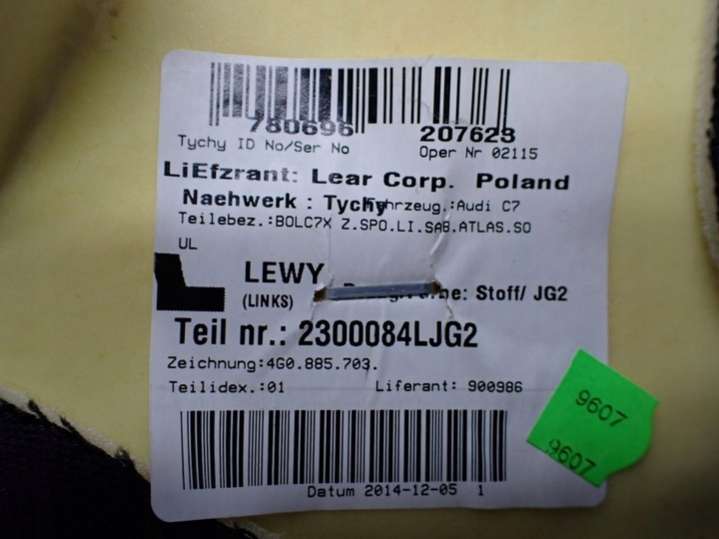 780696 207623
Tychy ID No/Ser No Oper Nr 02115
LiEfzrant: Lear Corp. Poland
Naehwerk : Tychy Fahrzeug.:Audi C7
Teilebez.:BOLC7X Z.SPO.LI.SAB.ATLAS.SO
UL
LEWY
(LINKS) Stoff/ JG2
Teil nr.: 2300084LJG2
Zeichnung:4G0.885.703.
Teilidex.:01 Liferant: 900986
Datum 2014-12-05 1
9607
9607